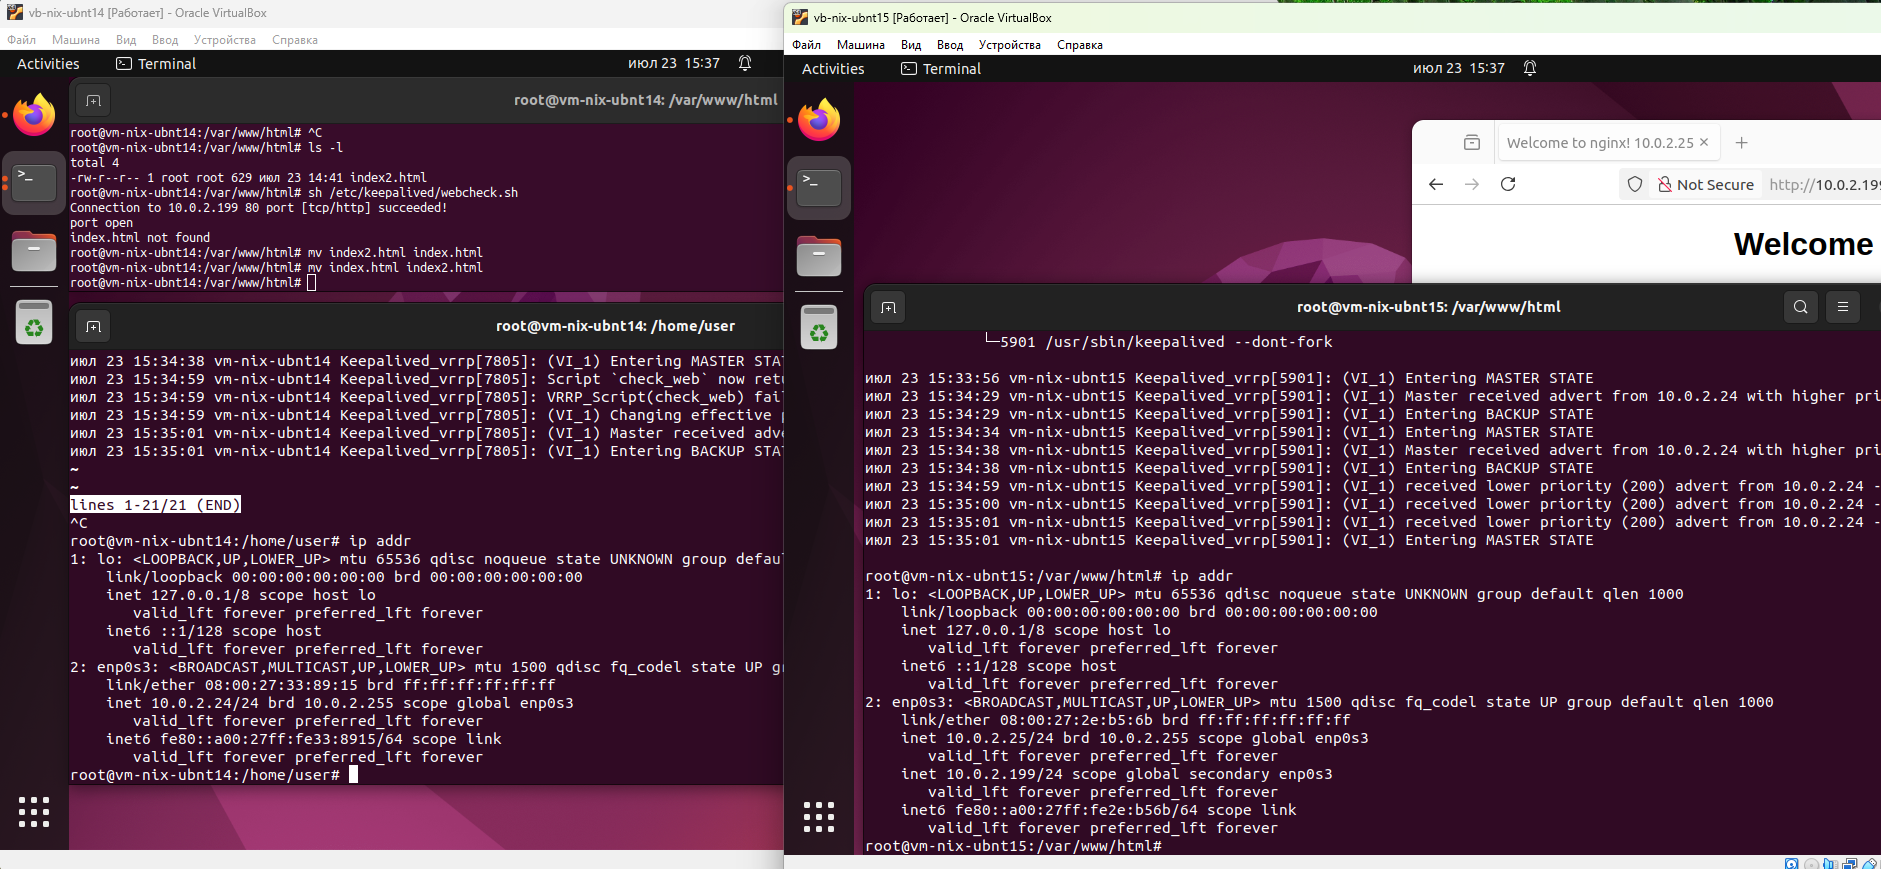 vb-nix-ubnt14 [Работает] - Oracle VirtualBox
Файл Машина Вид Ввод Устройства Справка
Activities Terminal июл 23 15:37
root@vm-nix-ubnt14: /var/www/html
root@vm-nix-ubnt14:/var/www/html# ^C
root@vm-nix-ubnt14:/var/www/html# ls -l
total 4
-rw-r--r-- 1 root root 629 июл 23 14:41 index2.html
root@vm-nix-ubnt14:/var/www/html# sh /etc/keepalived/webcheck.sh
Connection to 10.0.2.199 80 port [tcp/http] succeeded!
port open
index.html not found
root@vm-nix-ubnt14:/var/www/html# mv index2.html index.html
root@vm-nix-ubnt14:/var/www/html# mv index.html index2.html
root@vm-nix-ubnt14:/var/www/html#
root@vm-nix-ubnt14: /home/user
июл 23 15:34:38 vm-nix-ubnt14 Keepalived_vrrp[7805]: (VI_1) Entering MASTER STA
июл 23 15:34:59 vm-nix-ubnt14 Keepalived_vrrp[7805]: Script `check_web` now retu
июл 23 15:34:59 vm-nix-ubnt14 Keepalived_vrrp[7805]: VRRP_Script(check_web) fai
июл 23 15:34:59 vm-nix-ubnt14 Keepalived_vrrp[7805]: (VI_1) Changing effective p
июл 23 15:35:01 vm-nix-ubnt14 Keepalived_vrrp[7805]: (VI_1) Master received adve
июл 23 15:35:01 vm-nix-ubnt14 Keepalived_vrrp[7805]: (VI_1) Entering BACKUP STA
~
~
lines 1-21/21 (END)
^C
root@vm-nix-ubnt14:/home/user# ip addr
1: lo: <LOOPBACK,UP,LOWER_UP> mtu 65536 qdisc noqueue state UNKNOWN group defau
link/loopback 00:00:00:00:00:00 brd 00:00:00:00:00:00
inet 127.0.0.1/8 scope host lo
valid_lft forever preferred_lft forever
inet6 ::1/128 scope host
valid_lft forever preferred_lft forever
2: enp0s3: <BROADCAST,MULTICAST,UP,LOWER_UP> mtu 1500 qdisc fq_codel state UP g
link/ether 08:00:27:33:89:15 brd ff:ff:ff:ff:ff:ff
inet 10.0.2.24/24 brd 10.0.2.255 scope global enp0s3
valid_lft forever preferred_lft forever
inet6 fe80::a00:27ff:fe33:8915/64 scope link
valid_lft forever preferred_lft forever
root@vm-nix-ubnt14:/home/user#
vb-nix-ubnt15 [Работает] - Oracle VirtualBox
Файл Машина Вид Ввод Устройства Справка
Activities Terminal июл 23 15:37
Welcome to nginx! 10.0.2.25
Not Secure http://10.0.2.199
Welcome
root@vm-nix-ubnt15: /var/www/html
└─5901 /usr/sbin/keepalived --dont-fork
июл 23 15:33:56 vm-nix-ubnt15 Keepalived_vrrp[5901]: (VI_1) Entering MASTER STATE
июл 23 15:34:29 vm-nix-ubnt15 Keepalived_vrrp[5901]: (VI_1) Master received advert from 10.0.2.24 with higher pri
июл 23 15:34:29 vm-nix-ubnt15 Keepalived_vrrp[5901]: (VI_1) Entering BACKUP STATE
июл 23 15:34:34 vm-nix-ubnt15 Keepalived_vrrp[5901]: (VI_1) Entering MASTER STATE
июл 23 15:34:38 vm-nix-ubnt15 Keepalived_vrrp[5901]: (VI_1) Master received advert from 10.0.2.24 with higher pri
июл 23 15:34:38 vm-nix-ubnt15 Keepalived_vrrp[5901]: (VI_1) Entering BACKUP STATE
июл 23 15:34:59 vm-nix-ubnt15 Keepalived_vrrp[5901]: (VI_1) received lower priority (200) advert from 10.0.2.24 -
июл 23 15:35:00 vm-nix-ubnt15 Keepalived_vrrp[5901]: (VI_1) received lower priority (200) advert from 10.0.2.24 -
июл 23 15:35:01 vm-nix-ubnt15 Keepalived_vrrp[5901]: (VI_1) received lower priority (200) advert from 10.0.2.24 -
июл 23 15:35:01 vm-nix-ubnt15 Keepalived_vrrp[5901]: (VI_1) Entering MASTER STATE
root@vm-nix-ubnt15:/var/www/html# ip addr
1: lo: <LOOPBACK,UP,LOWER_UP> mtu 65536 qdisc noqueue state UNKNOWN group default qlen 1000
link/loopback 00:00:00:00:00:00 brd 00:00:00:00:00:00
inet 127.0.0.1/8 scope host lo
valid_lft forever preferred_lft forever
inet6 ::1/128 scope host
valid_lft forever preferred_lft forever
2: enp0s3: <BROADCAST,MULTICAST,UP,LOWER_UP> mtu 1500 qdisc fq_codel state UP group default qlen 1000
link/ether 08:00:27:2e:b5:6b brd ff:ff:ff:ff:ff:ff
inet 10.0.2.25/24 brd 10.0.2.255 scope global enp0s3
valid_lft forever preferred_lft forever
inet 10.0.2.199/24 scope global secondary enp0s3
valid_lft forever preferred_lft forever
inet6 fe80::a00:27ff:fe2e:b56b/64 scope link
valid_lft forever preferred_lft forever
root@vm-nix-ubnt15:/var/www/html#